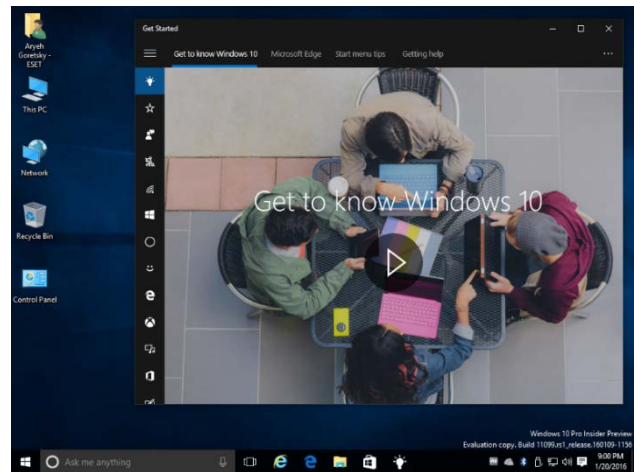 Aryeh
Goretsky -
ESET
This PC
Network
Recycle Bin
Control Panel
Get Started
Get to know Windows 10
Microsoft Edge
Start menu tips
Getting help
Get to know Windows 10
Windows 10 Pro Insider Preview
Evaluation copy. Build 11099.rs1_release.160109-1156
Ask me anything
9:00 PM
1/20/2016